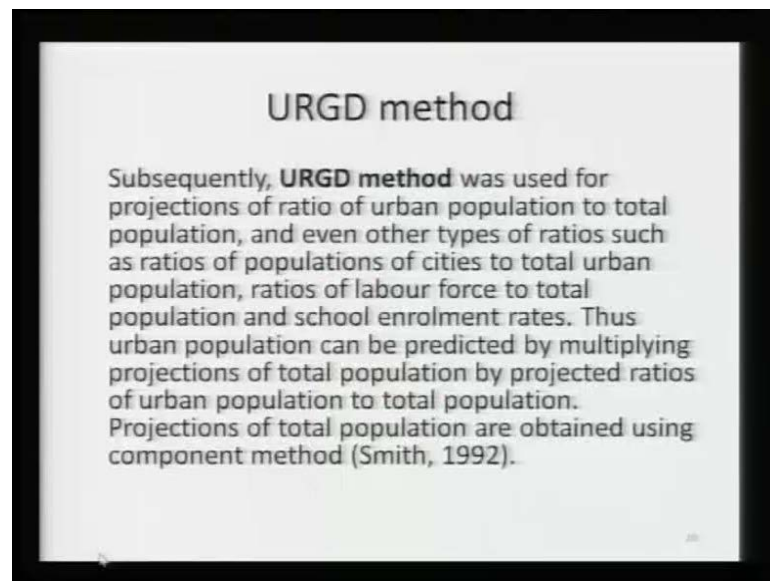 URGD method
Subsequently, URGD method was used for
projections of ratio of urban population to total
population, and even other types of ratios such
as ratios of populations of cities to total urban
population, ratios of labour force to total
population and school enrolment rates. Thus
urban population can be predicted by multiplying
projections of total population by projected ratios
of urban population to total population.
Projections of total population are obtained using
component method (Smith, 1992).